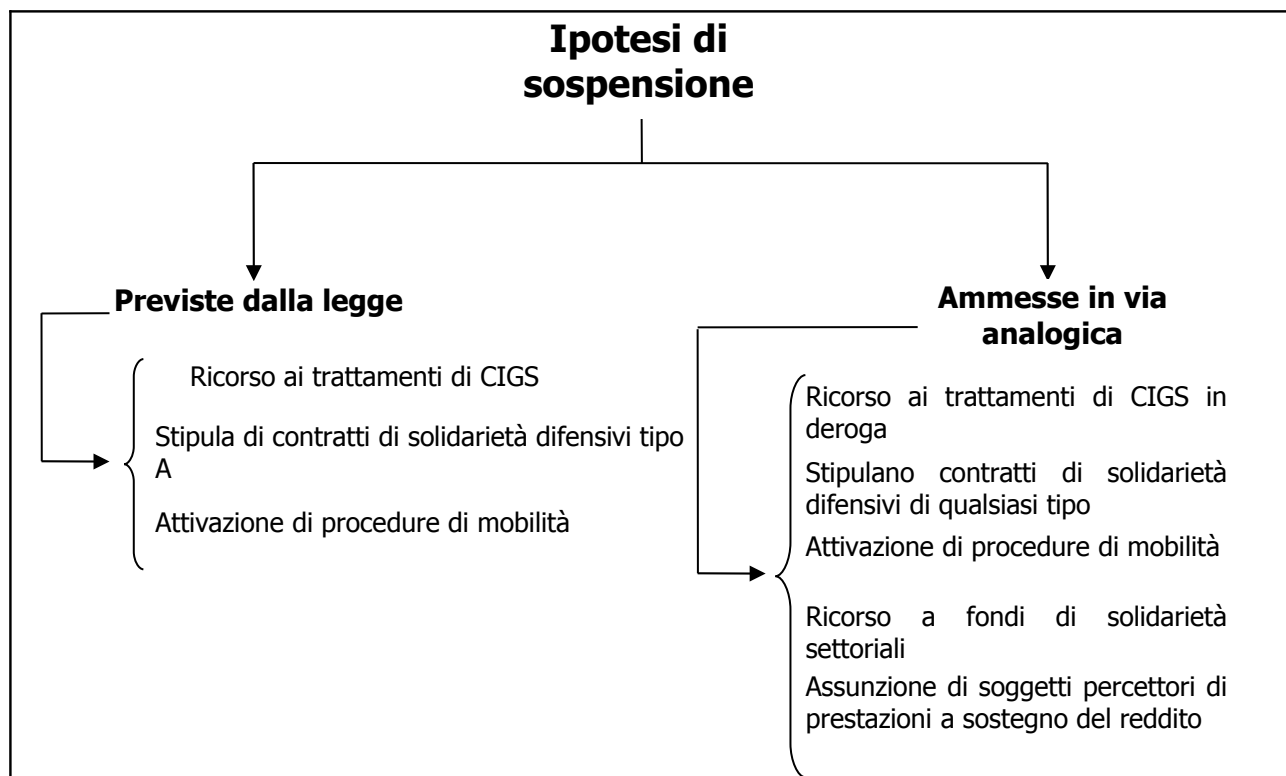 Ipotesi di
sospensione
Previste dalla legge
Ricorso ai trattamenti di CIGS
Stipula di contratti di solidarietà difensivi tipo
A
Attivazione di procedure di mobilità
Ammesse in via
analogica
Ricorso ai trattamenti di CIGS in
deroga
Stipulano contratti di solidarietà
difensivi di qualsiasi tipo
Attivazione di procedure di mobilità
Ricorso a fondi di solidarietà
settoriali
Assunzione di soggetti percettori di
prestazioni a sostegno del reddito